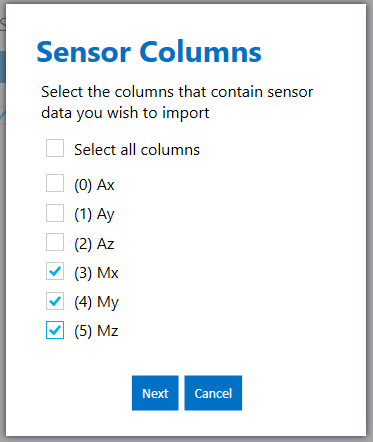 Sensor Columns
Select the columns that contain sensor
data you wish to import
Select all columns
(0) Ax
(1) Ay
(2) Az
(3) Mx
(4) My
(5) Mz
Next Cancel